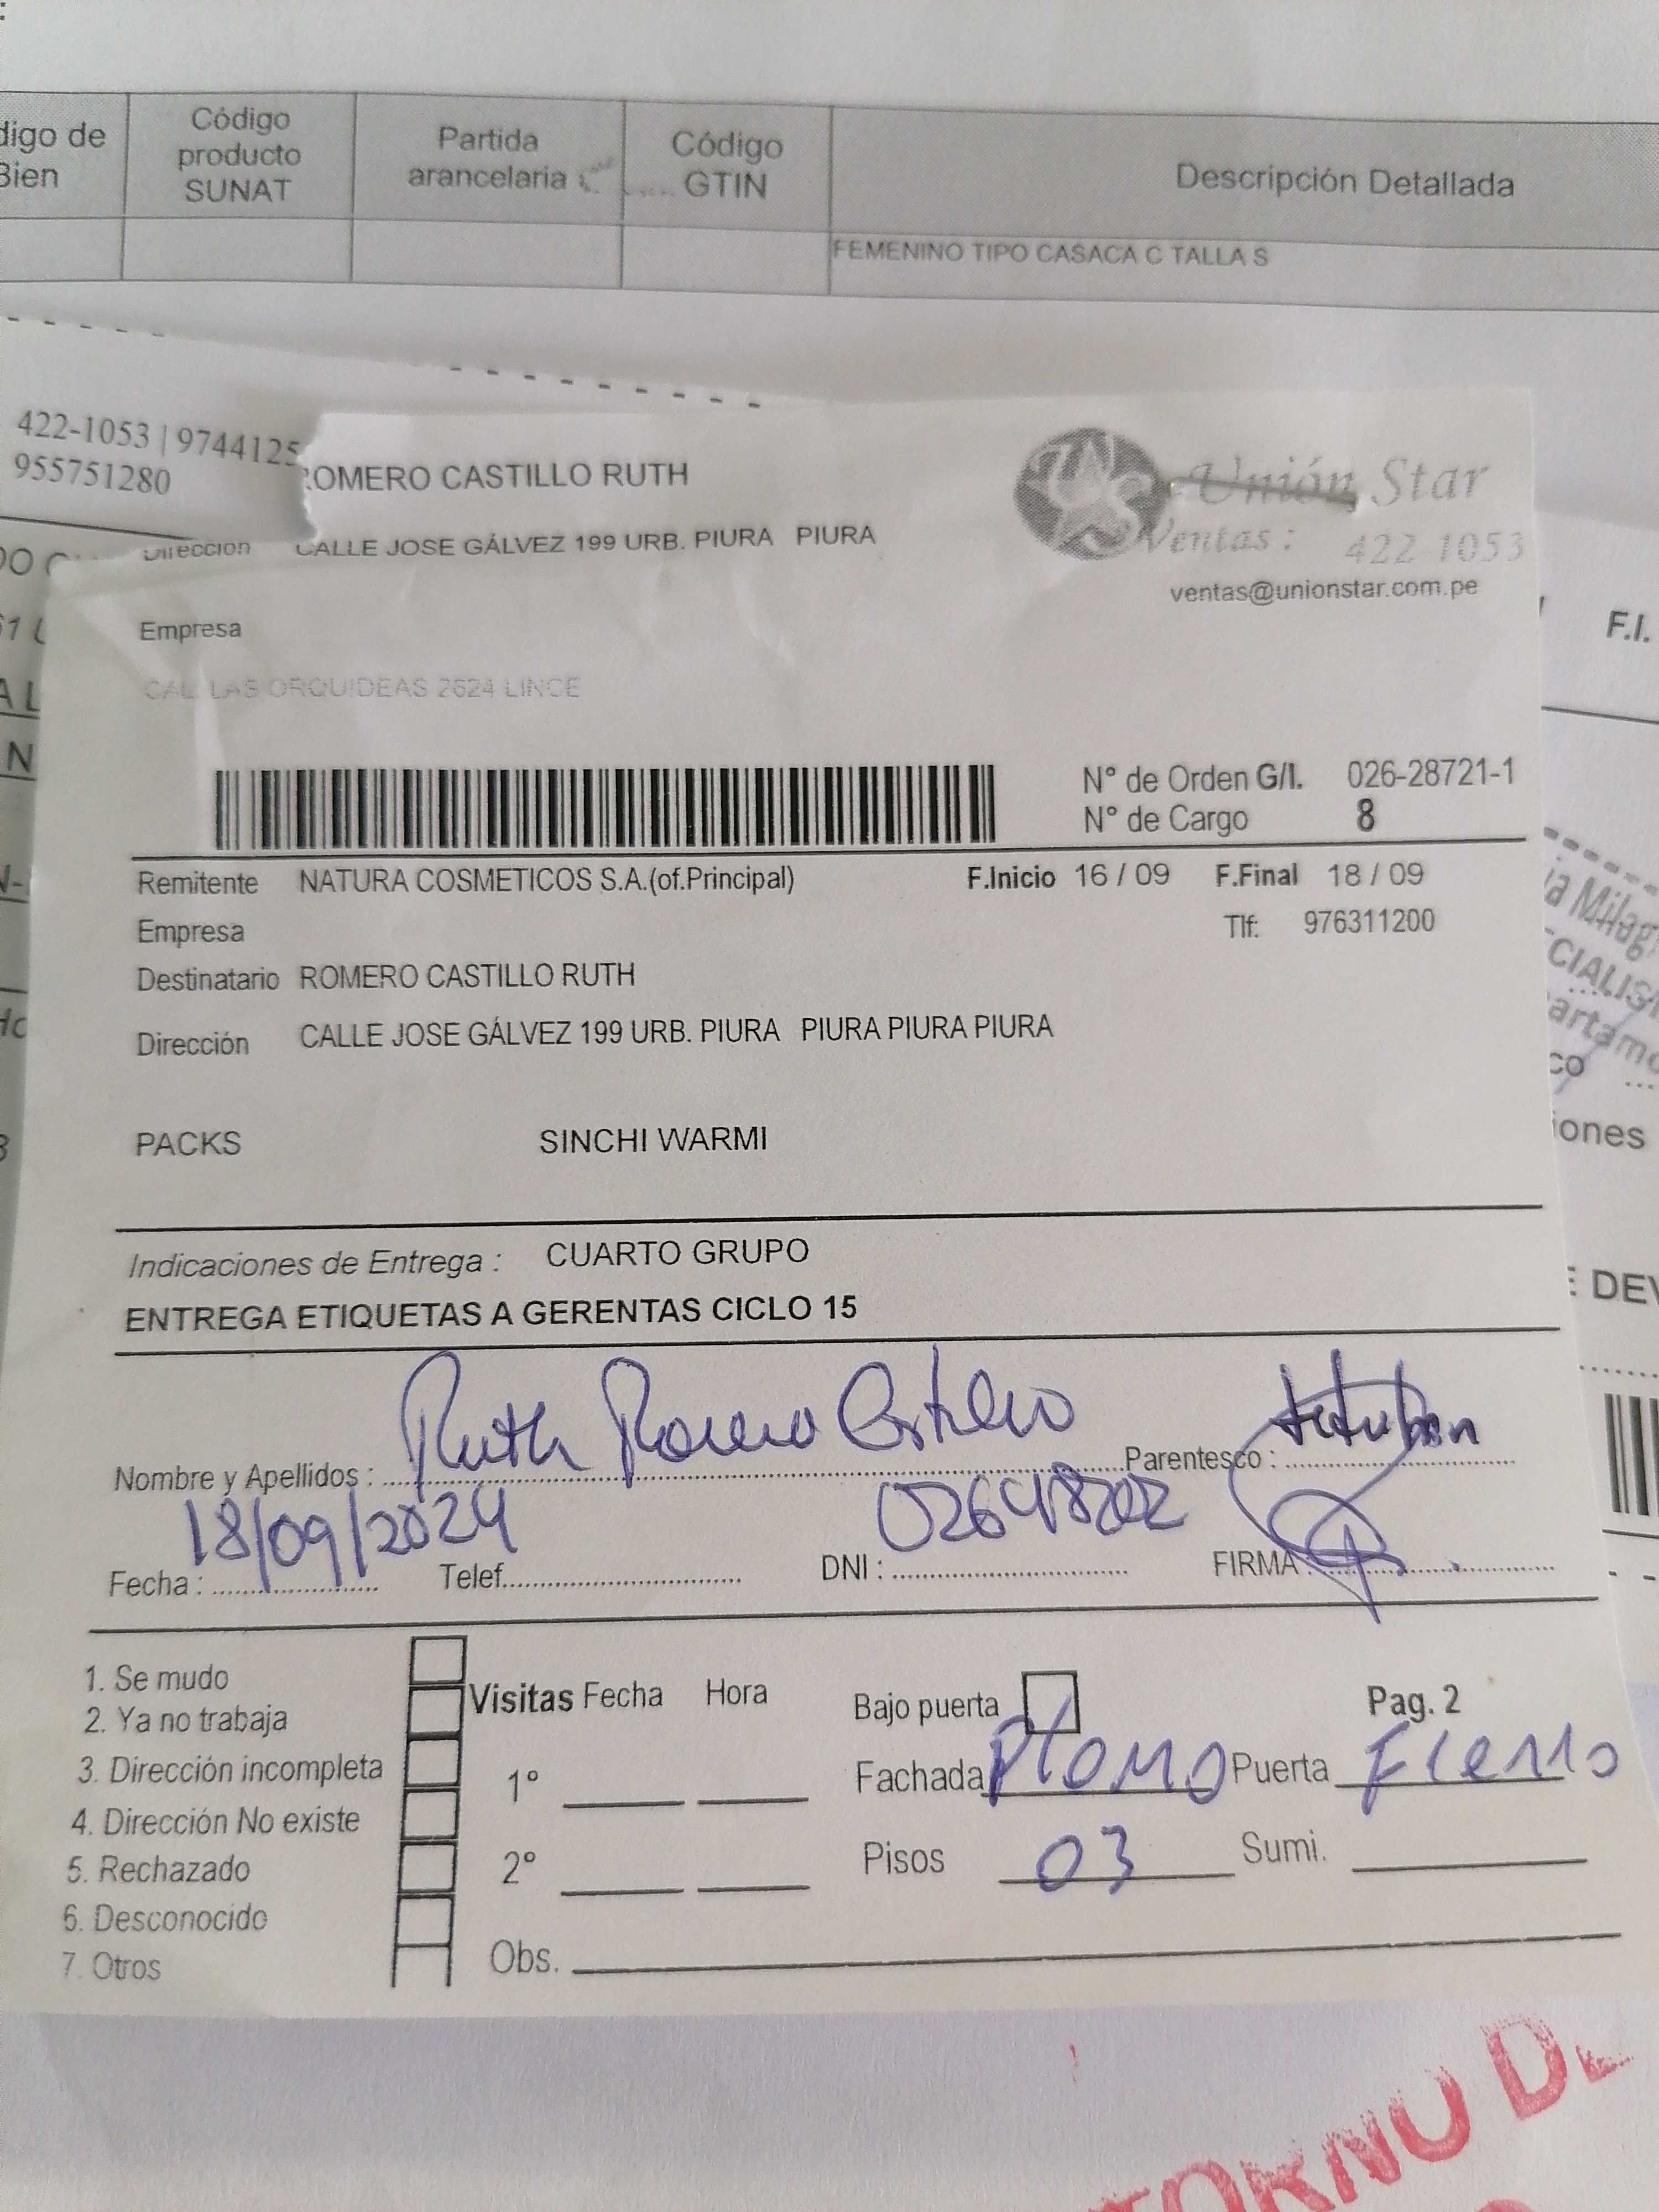 Código
producto
SUNAT
Partida
arancelaria
Código
GTIN
Descripción Detallada
digo de
Bien
FEMENINO TIPO CASACA C TALLA S
422-1053 | 9744125
955751280
ROMERO CASTILLO RUTH
Dirección CALLE JOSE GÁLVEZ 199 URB. PIURA PIURA
Unión Star
Ventas : 422 1053
ventas@unionstar.com.pe
Empresa
CAL LAS ORQUIDEAS 2624 LINCE
F.I.
N° de Orden G/I. 026-28721-1
N° de Cargo 8
Remitente NATURA COSMETICOS S.A.(of.Principal) F.Inicio 16 / 09 F.Final 18 / 09
Empresa Tlf: 976311200
Destinatario ROMERO CASTILLO RUTH
Dirección CALLE JOSE GÁLVEZ 199 URB. PIURA PIURA PIURA PIURA
PACKS SINCHI WARMI
Indicaciones de Entrega : CUARTO GRUPO
ENTREGA ETIQUETAS A GERENTAS CICLO 15
Nombre y Apellidos : Ruth Romero Castillo Parentesco :
Fecha : 18/09/2024 Telef. DNI : FIRMA :
1. Se mudo
2. Ya no trabaja
3. Dirección incompleta
4. Dirección No existe
5. Rechazado
6. Desconocido
7. Otros
Visitas Fecha Hora
1°
2°
Obs.
Bajo puerta Pag. 2
Fachada Plomo Puerta Fierro
Pisos 03 Sumi.